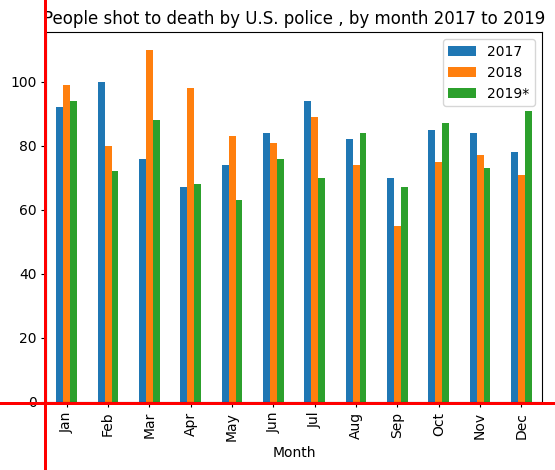 People shot to death by U.S. police , by month 2017 to 2019
2017
2018
2019*
100
80
60
40
20
0
Jan
Feb
Mar
Apr
May
Jun
Jul
Aug
Sep
Oct
Nov
Dec
Month